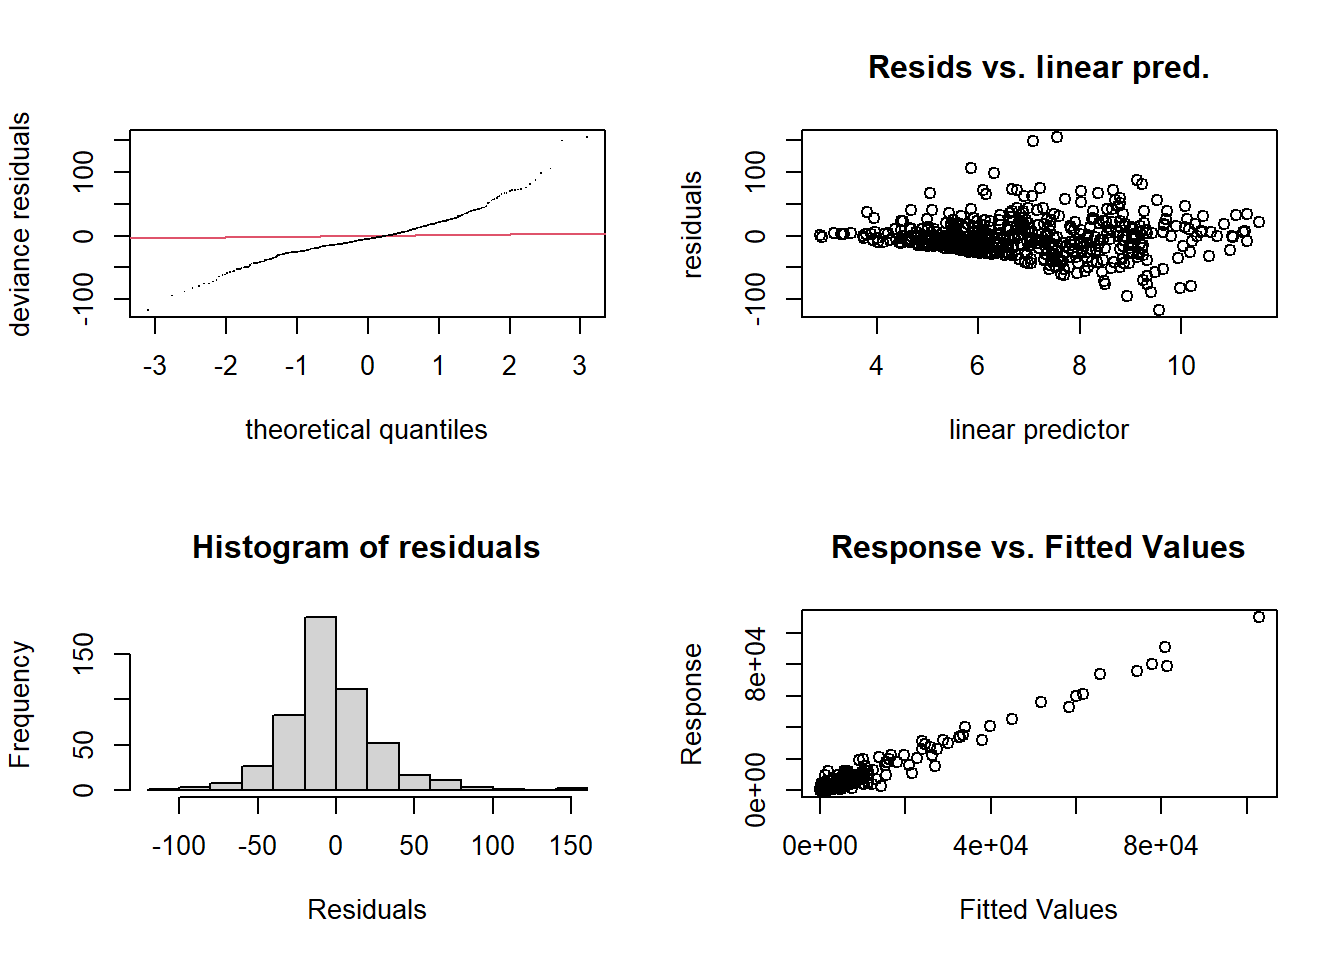 deviance residuals
-100 0 100
-3 -2 -1 0 1 2 3
theoretical quantiles
Resids vs. linear pred.
residuals
-100 0 100
4 6 8 10
linear predictor
Histogram of residuals
Frequency
0 50 150
-100 -50 0 50 100 150
Residuals
Response vs. Fitted Values
Response
0e+00 8e+04
0e+00 4e+04 8e+04
Fitted Values